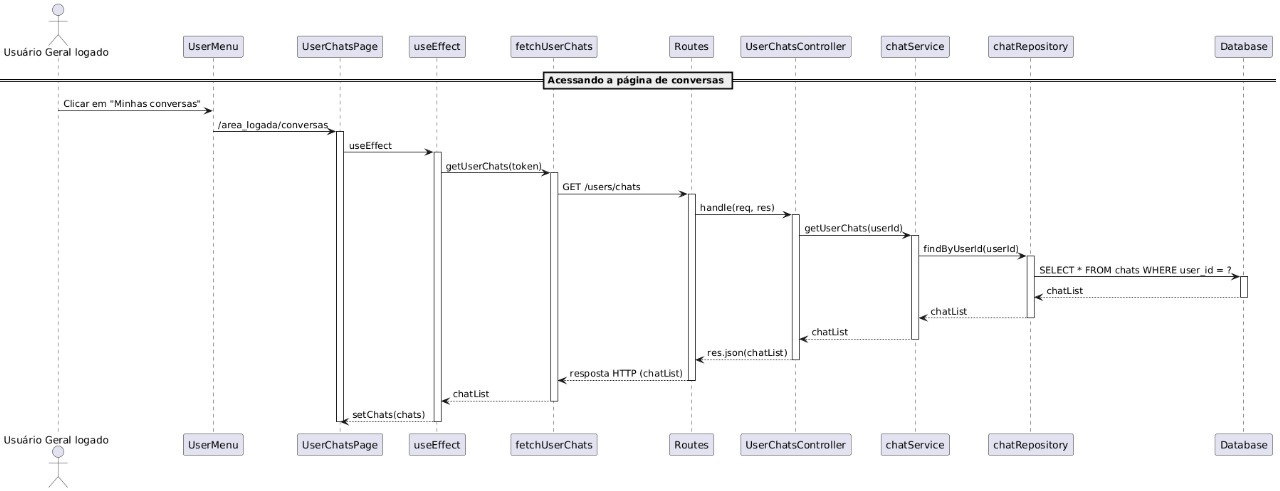 Usuário Geral logado
UserMenu
UserChatsPage
useEffect
fetchUserChats
Routes
UserChatsController
chatService
chatRepository
Database
Acessando a página de conversas
Clicar em "Minhas conversas"
/area_logada/conversas
useEffect
getUserChats(token)
GET /users/chats
handle(req, res)
getUserChats(userId)
findByUserId(userId)
SELECT * FROM chats WHERE user_id = ?
chatList
chatList
chatList
res.json(chatList)
resposta HTTP (chatList)
chatList
setChats(chats)
Usuário Geral logado
UserMenu
UserChatsPage
useEffect
fetchUserChats
Routes
UserChatsController
chatService
chatRepository
Database